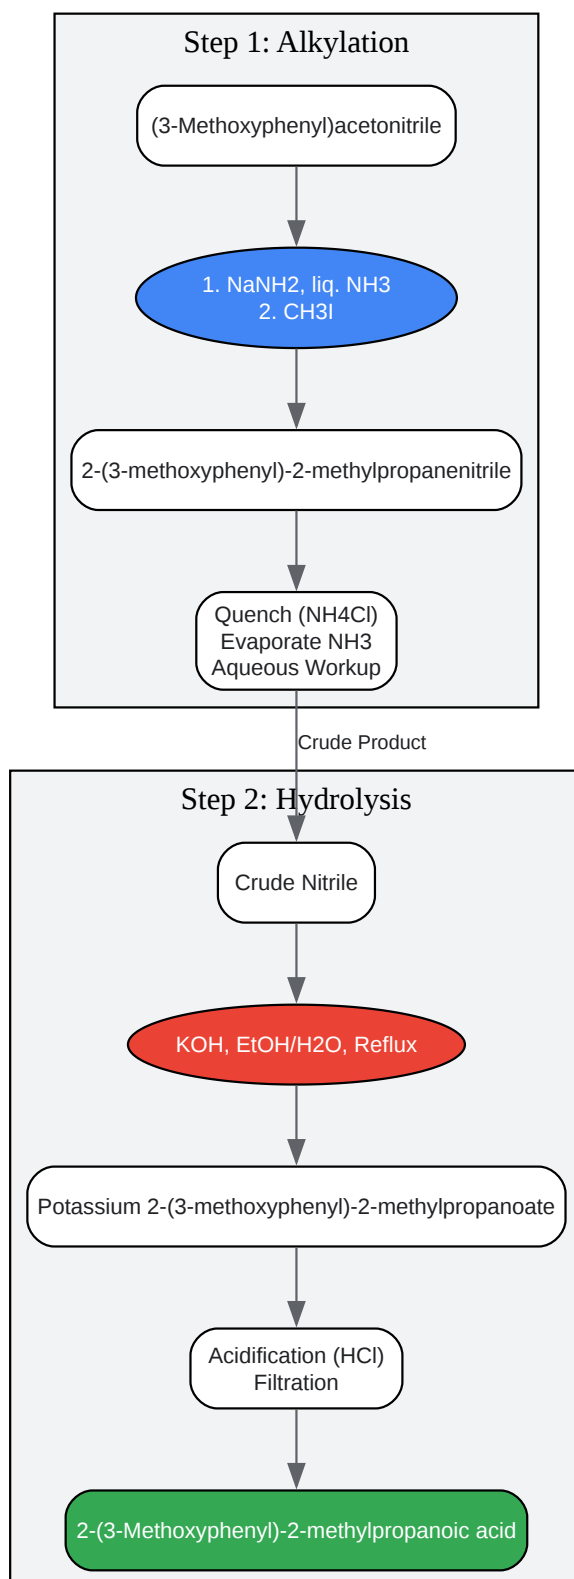 Step 1: Alkylation
(3-Methoxyphenyl)acetonitrile
1. NaNH2, liq. NH3
2. CH3I
2-(3-methoxyphenyl)-2-methylpropanenitrile
Quench (NH4Cl)
Evaporate NH3
Aqueous Workup
Crude Product
Step 2: Hydrolysis
Crude Nitrile
KOH, EtOH/H2O, Reflux
Potassium 2-(3-methoxyphenyl)-2-methylpropanoate
Acidification (HCl)
Filtration
2-(3-Methoxyphenyl)-2-methylpropanoic acid